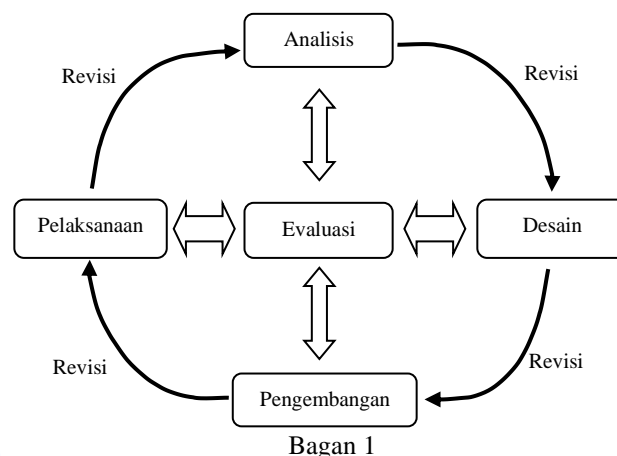 Analisis
Revisi
Revisi
Pelaksanaan
Evaluasi
Desain
Revisi
Revisi
Pengembangan
Bagan 1